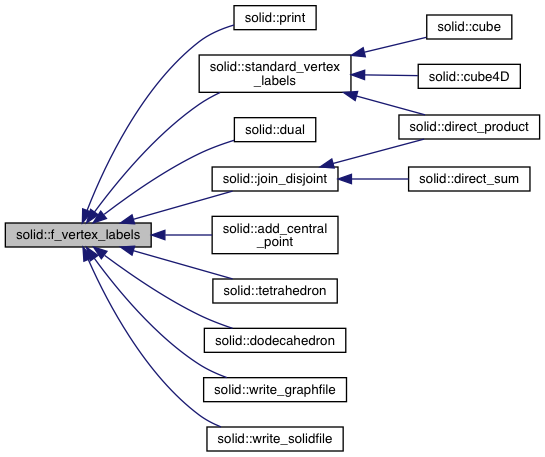 solid::print
solid::cube
solid::standard_vertex
_labels
solid::cube4D
solid::dual
solid::direct_product
solid::join_disjoint
solid::direct_sum
solid::f_vertex_labels
solid::add_central
_point
solid::tetrahedron
solid::dodecahedron
solid::write_graphfile
solid::write_solidfile